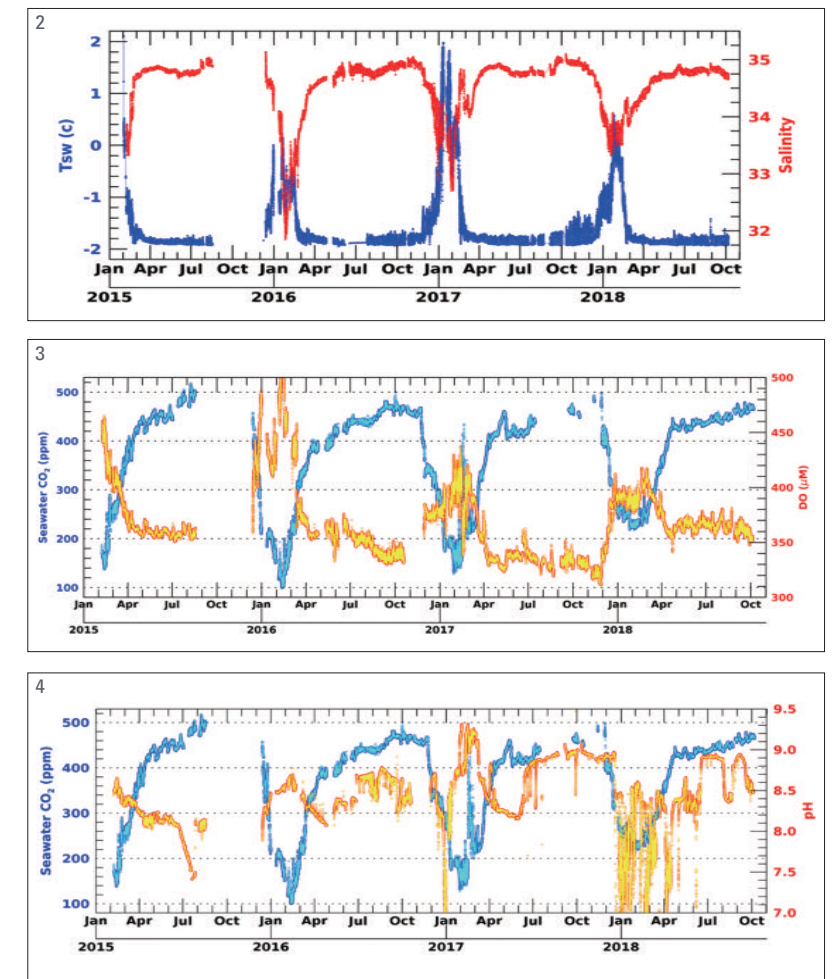 2
2
1
0
-1
-2
Tsw (c)
35
34
33
32
Salinity
Jan Apr Jul Oct Jan Apr Jul Oct Jan Apr Jul Oct Jan Apr Jul Oct
2015 2016 2017 2018
3
500
400
300
200
100
Seawater CO2 (ppm)
500
450
400
350
300
DO (μM)
Jan Apr Jul Oct Jan Apr Jul Oct Jan Apr Jul Oct Jan Apr Jul Oct
2015 2016 2017 2018
4
500
400
300
200
100
Seawater CO2 (ppm)
9.5
9.0
8.5
8.0
7.5
7.0
pH
Jan Apr Jul Oct Jan Apr Jul Oct Jan Apr Jul Oct Jan Apr Jul Oct
2015 2016 2017 2018